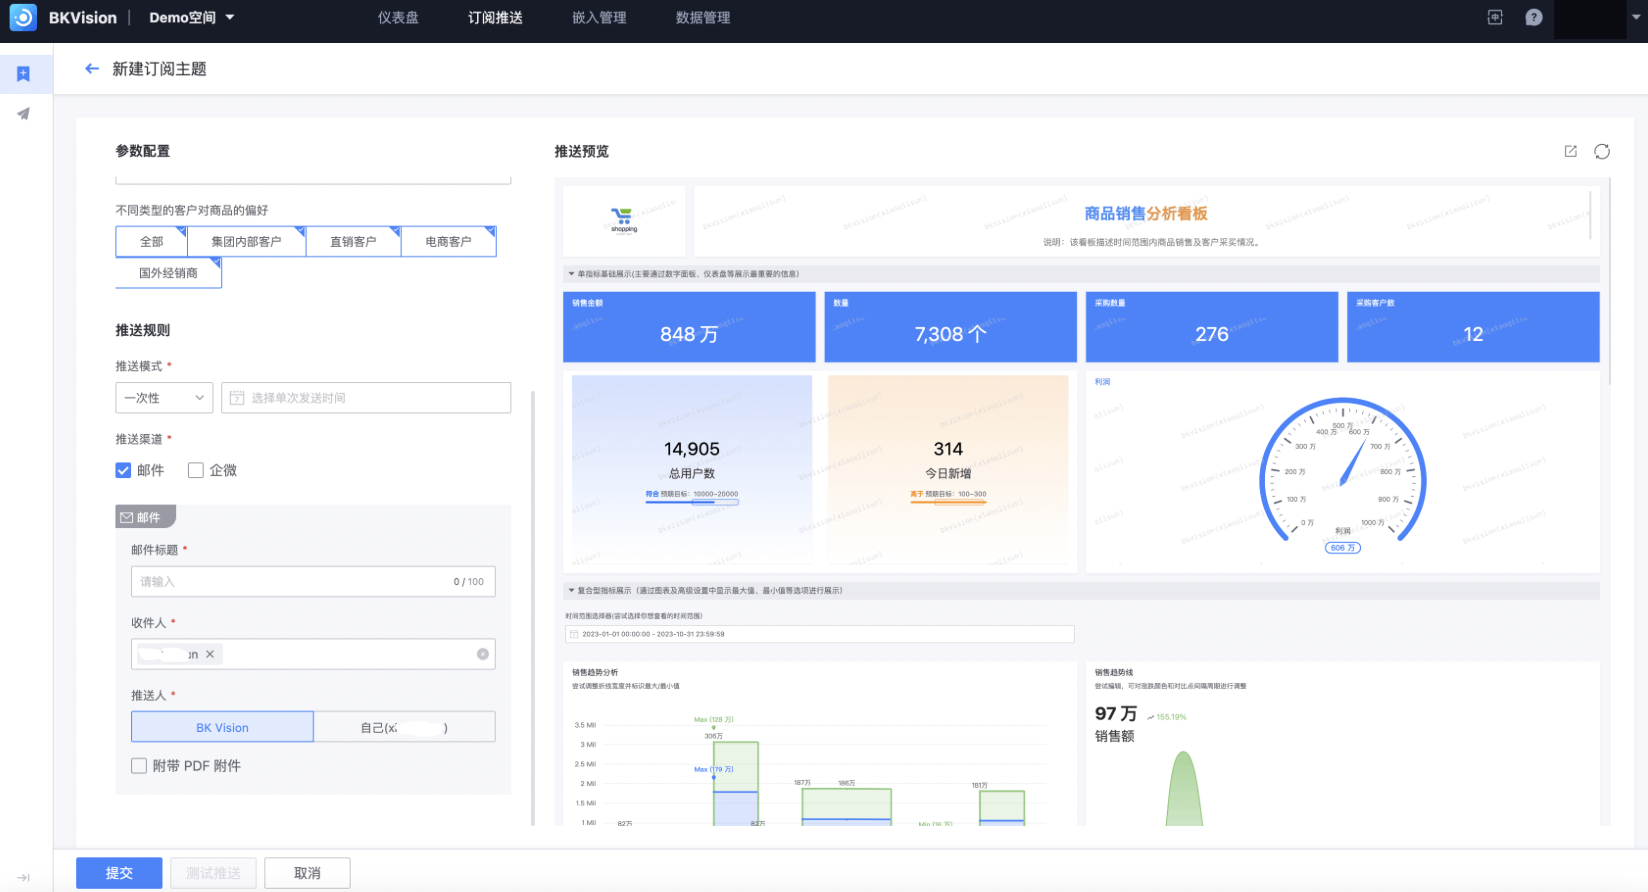 BKVision
Demo空间
仪表盘
订阅推送
嵌入管理
数据管理
新建订阅主题
参数配置
不同类型的客户对商品的偏好
全部
集团内部客户
直销客户
电商客户
国外经销商
推送规则
推送模式 *
一次性
选择单次发送时间
推送渠道 *
邮件
企微
邮件
邮件标题 *
请输入
0 / 100
收件人 *
un
推送人 *
BK Vision
自己(x )
附带 PDF 附件
提交
测试推送
取消
推送预览
shopping
商品销售分析看板
说明：该看板描述时间范围内商品销售及客户采买情况。
单指标基础展示(主要通过数字面板、仪表盘等展示最重要的信息)
销售金额
848 万
数量
7,308 个
采购数量
276
采购客户数
12
14,905
总用户数
符合 预期目标：10000~20000
314
今日新增
高于 预期目标：100~300
利润
0 万
100 万
200 万
300 万
400 万
500 万
600 万
700 万
800 万
900 万
1000 万
利润
606 万
复合型指标展示（通过图表及高级设置中显示最大值、最小值等选项进行展示）
时间范围选择器(尝试选择你想查看的时间范围)
2023-01-01 00:00:00 - 2023-10-31 23:59:59
销售趋势分析
尝试调整折线宽度并标识最大/最小值
3.5 Mil
3 Mil
2.5 Mil
2 Mil
1.5 Mil
1 Mil
Max (128 万)
306万
Max (179 万)
187万
186万
181万
82万
82万
Min (16 万)
销售趋势线
尝试编辑，可对涨跌颜色和对比点间隔周期进行调整
97 万
155.19%
销售额